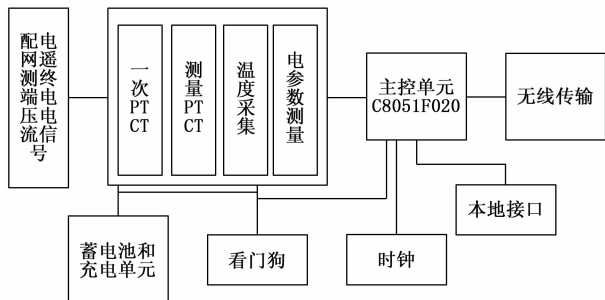 配电网遥测终端电压电流信号
一次PTCT
测量PTCT
温度采集
电参数测量
主控单元
C8051F020
无线传输
蓄电池和
充电单元
看门狗
时钟
本地接口